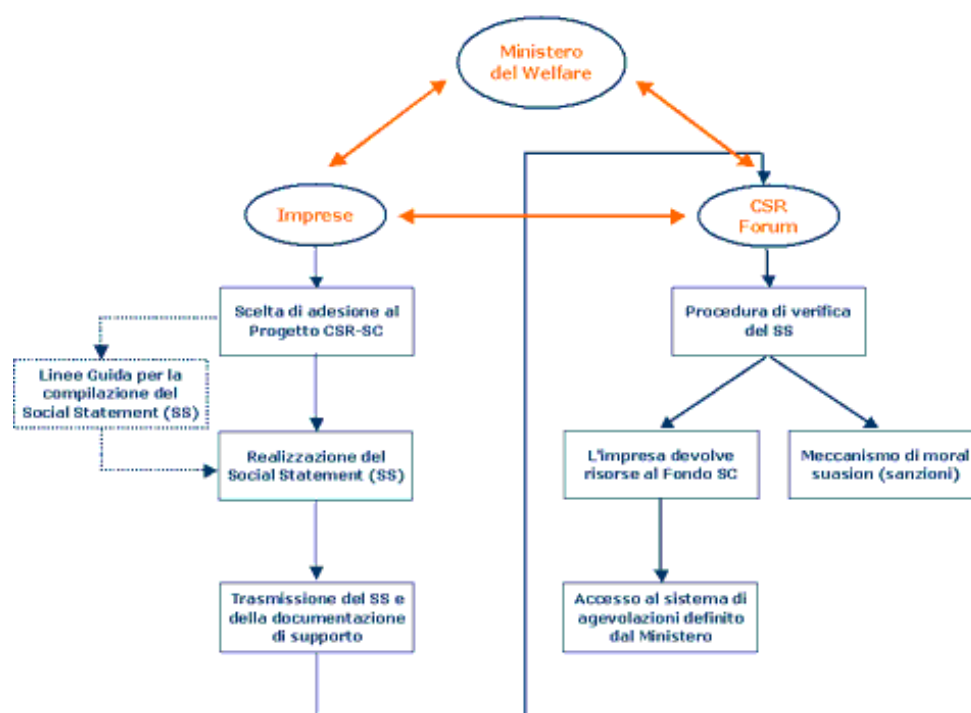 Ministero
del Welfare
Imprese
CSR
Forum
Scelta di adesione al
Progetto CSR-SC
Procedura di verifica
del SS
Linee Guida per la
compilazione del
Social Statement (SS)
Realizzazione del
Social Statement (SS)
L'impresa devolve
risorse al Fondo SC
Meccanismo di moral
suasion (sanzioni)
Trasmissione del SS e
della documentazione
di supporto
Accesso al sistema di
agevolazioni definito
dal Ministero